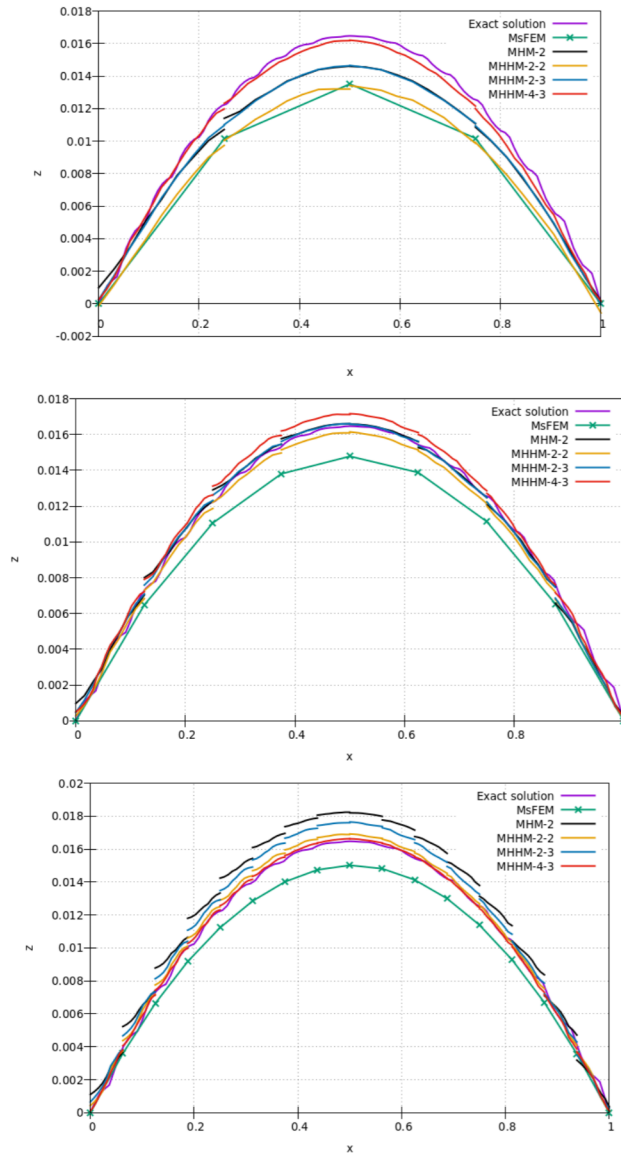 0.018
0.016
0.014
0.012
0.01
0.008
0.006
0.004
0.002
0
-0.002
Exact solution
MsFEM
MHM-2
MHHM-2-2
MHHM-2-3
MHHM-4-3
z
0 0.2 0.4 0.6 0.8 1
x
0.018
0.016
0.014
0.012
0.01
0.008
0.006
0.004
0.002
0
Exact solution
MsFEM
MHM-2
MHHM-2-2
MHHM-2-3
MHHM-4-3
z
0 0.2 0.4 0.6 0.8
x
0.02
0.018
0.016
0.014
0.012
0.01
0.008
0.006
0.004
0.002
0
Exact solution
MsFEM
MHM-2
MHHM-2-2
MHHM-2-3
MHHM-4-3
z
0 0.2 0.4 0.6 0.8 1
x